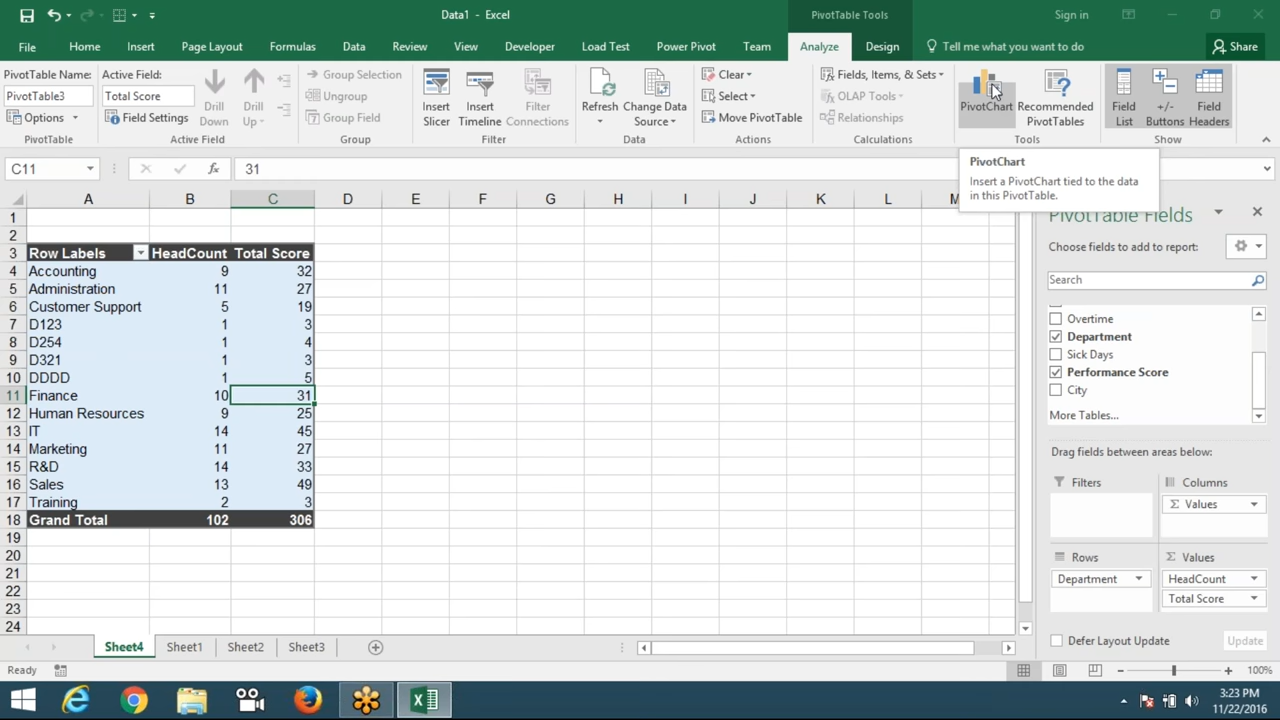 Data1 - Excel
PivotTable Tools
Sign in
File Home Insert Page Layout Formulas Data Review View Developer Load Test Power Pivot Team Analyze Design Tell me what you want to do Share
PivotTable Name:
PivotTable3
Options
PivotTable
Active Field:
Total Score
Field Settings
Drill Down
Drill Up
Active Field
Group Selection
Ungroup
Group Field
Group
Insert Slicer
Insert Timeline
Filter Connections
Filter
Refresh
Change Data Source
Data
Clear
Select
Move PivotTable
Actions
Fields, Items, & Sets
OLAP Tools
Relationships
Calculations
PivotChart
Recommended PivotTables
Tools
Field List
+/- Buttons
Field Headers
Show
C11
fx
31
PivotChart
Insert a PivotChart tied to the data
in this PivotTable.
A B C D E F G H I J K L M
1
2
3 Row Labels HeadCount Total Score
4 Accounting 9 32
5 Administration 11 27
6 Customer Support 5 19
7 D123 1 3
8 D254 1 4
9 D321 1 3
10 DDDD 1 5
11 Finance 10 31
12 Human Resources 9 25
13 IT 14 45
14 Marketing 11 27
15 R&D 14 33
16 Sales 13 49
17 Training 2 3
18 Grand Total 102 306
19
20
21
22
23
24
PivotTable Fields
Choose fields to add to report:
Search
Overtime
Department
Sick Days
Performance Score
City
More Tables...
Drag fields between areas below:
Filters
Columns
Σ Values
Rows
Department
Σ Values
HeadCount
Total Score
Defer Layout Update
Update
Sheet4 Sheet1 Sheet2 Sheet3
Ready
100%
3:23 PM
11/22/2016